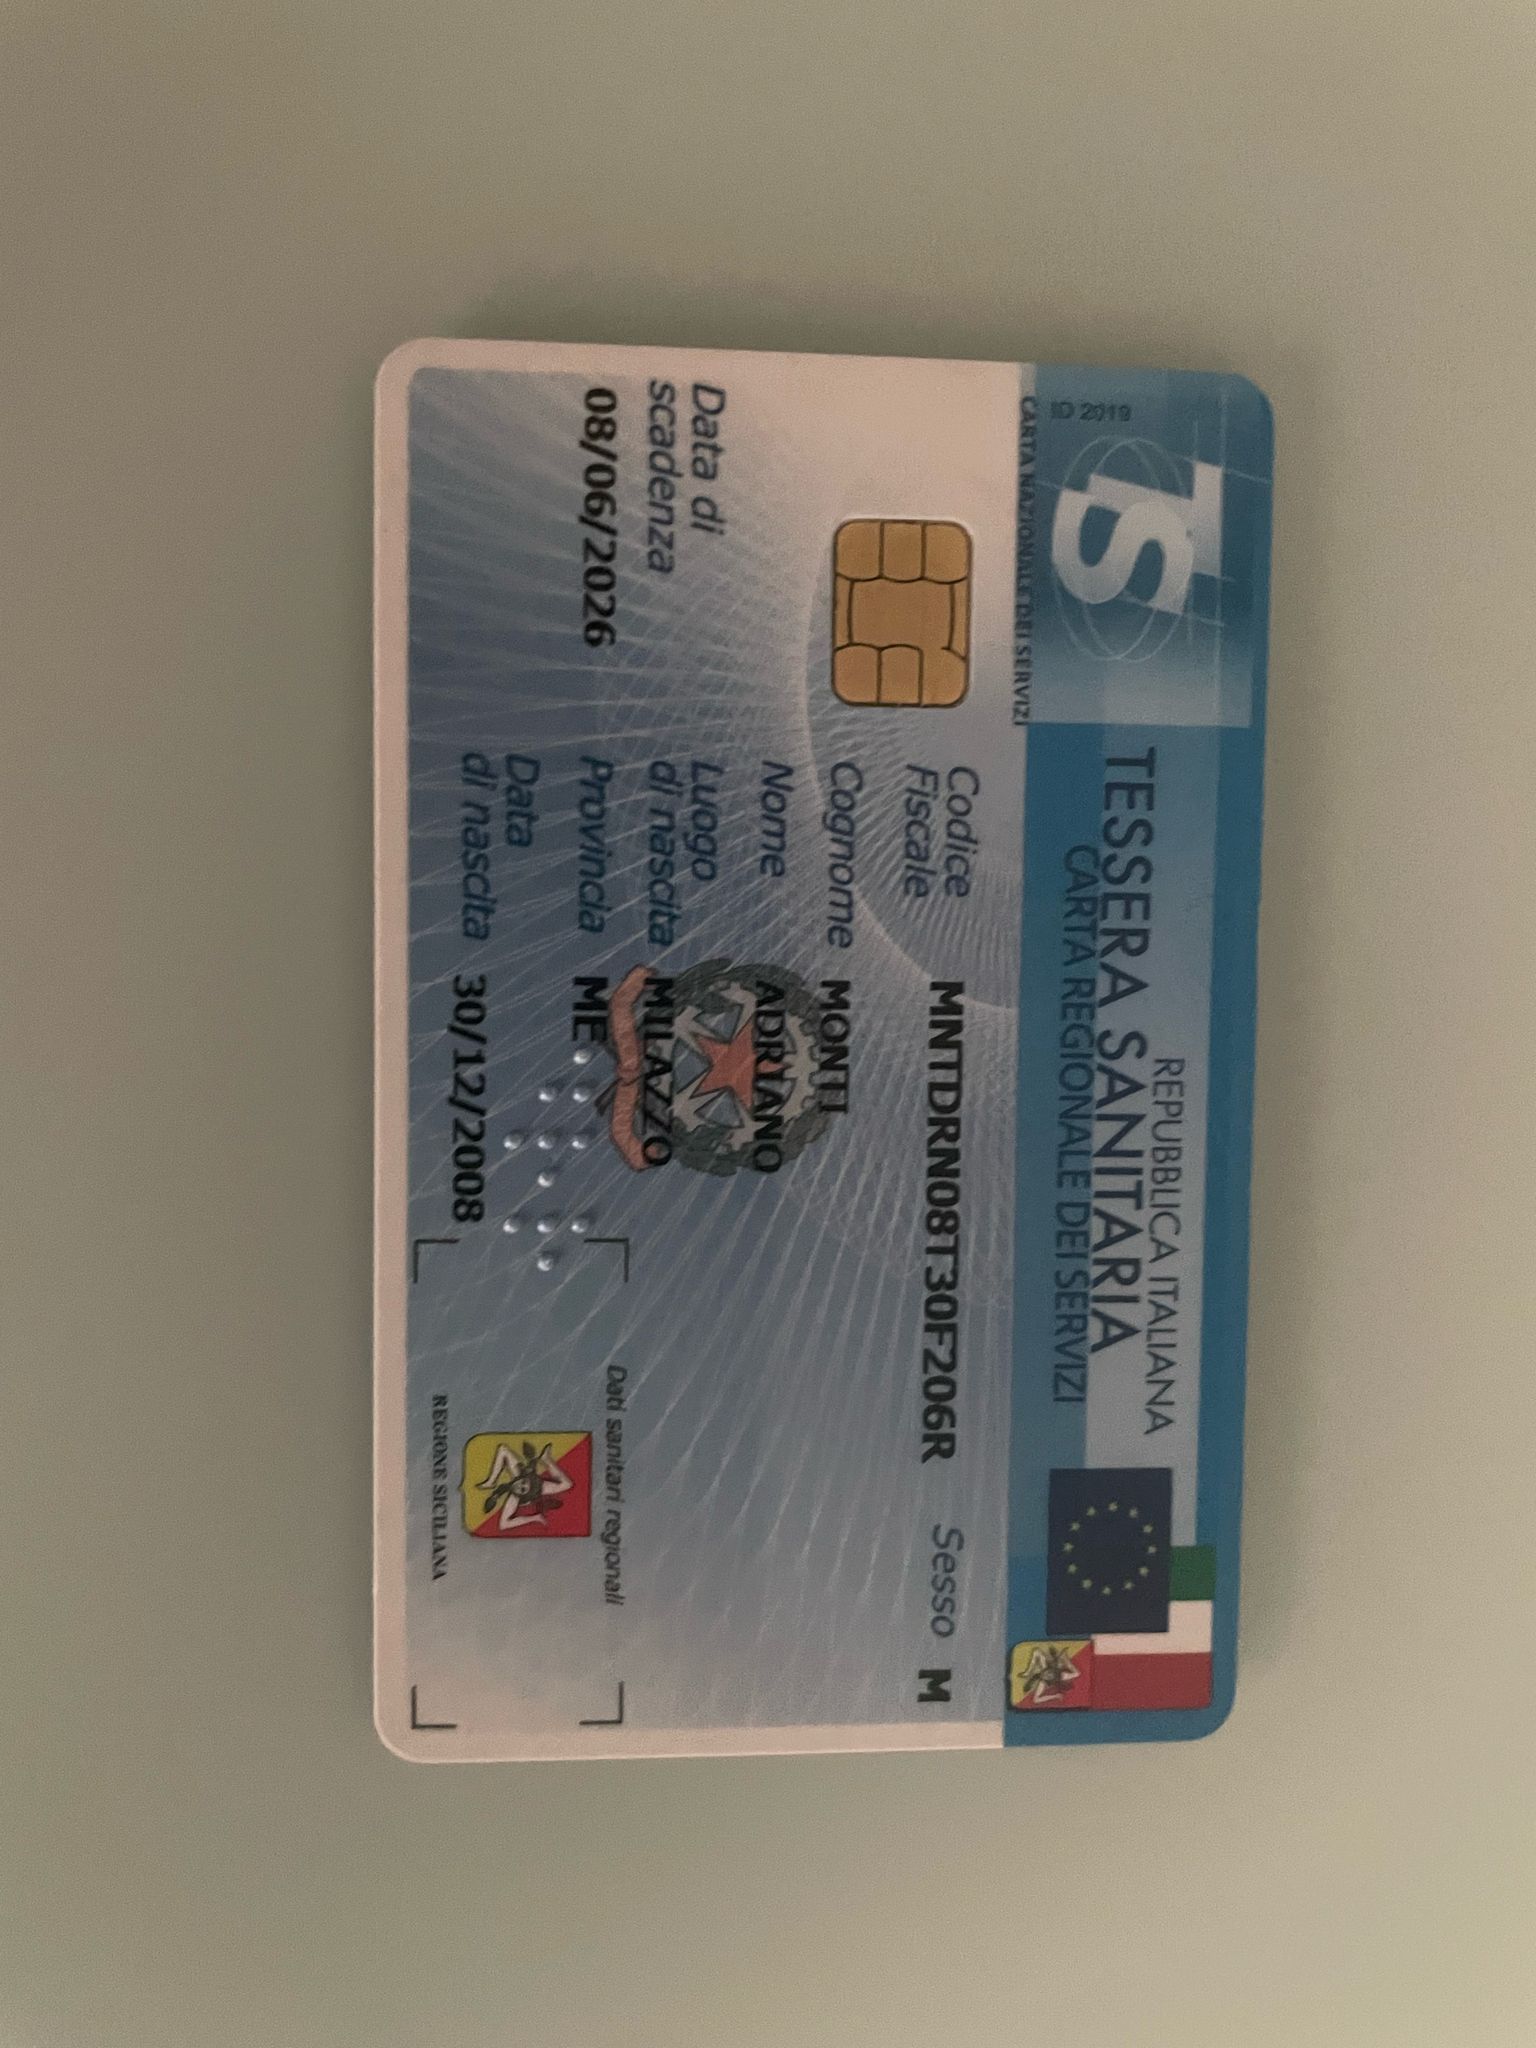 REPUBBLICA ITALIANA
TESSERA SANITARIA
CARTA REGIONALE DEI SERVIZI
ID 2019
TS
CARTA NAZIONALE DEI SERVIZI
Codice Fiscale MNTDRN08T30F206R Sesso M
Cognome MONTI
Nome ADRIANO
Luogo di nascita MILAZZO
Provincia ME
Data di nascita 30/12/2008
Data di scadenza
08/06/2026
Dati sanitari regionali
REGIONE SICILIANA